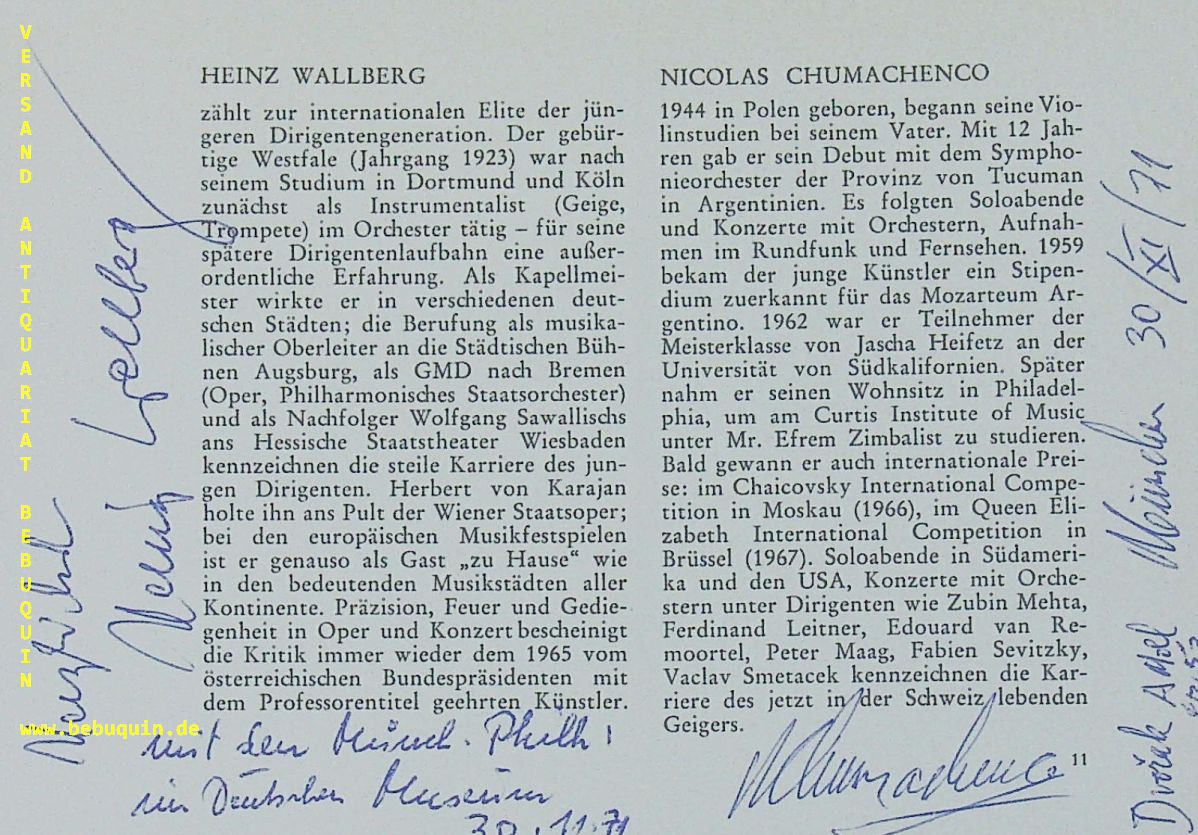 VERSAND ANTIQUARIAT BEBUQUIN
www.bebuquin.de
HEINZ WALLBERG
zählt zur internationalen Elite der jün-
geren Dirigentengeneration. Der gebür-
tige Westfale (Jahrgang 1923) war nach
seinem Studium in Dortmund und Köln
zunächst als Instrumentalist (Geige,
Trompete) im Orchester tätig – für seine
spätere Dirigentenlaufbahn eine außer-
ordentliche Erfahrung. Als Kapellmei-
ster wirkte er in verschiedenen deut-
schen Städten; die Berufung als musika-
lischer Oberleiter an die Städtischen Büh-
nen Augsburg, als GMD nach Bremen
(Oper, Philharmonisches Staatsorchester)
und als Nachfolger Wolfgang Sawallischs
ans Hessische Staatstheater Wiesbaden
kennzeichnen die steile Karriere des jun-
gen Dirigenten. Herbert von Karajan
holte ihn ans Pult der Wiener Staatsoper;
bei den europäischen Musikfestspielen
ist er genauso als Gast „zu Hause“ wie
in den bedeutenden Musikstädten aller
Kontinente. Präzision, Feuer und Gedie-
genheit in Oper und Konzert bescheinigt
die Kritik immer wieder dem 1965 vom
österreichischen Bundespräsidenten mit
dem Professorentitel geehrten Künstler.
NICOLAS CHUMACHENCO
1944 in Polen geboren, begann seine Vio-
linstudien bei seinem Vater. Mit 12 Jah-
ren gab er sein Debut mit dem Sympho-
nieorchester der Provinz von Tucuman
in Argentinien. Es folgten Soloabende
und Konzerte mit Orchestern, Aufnah-
men im Rundfunk und Fernsehen. 1959
bekam der junge Künstler ein Stipen-
dium zuerkannt für das Mozarteum Ar-
gentino. 1962 war er Teilnehmer der
Meisterklasse von Jascha Heifetz an der
Universität von Südkalifornien. Später
nahm er seinen Wohnsitz in Philadel-
phia, um am Curtis Institute of Music
unter Mr. Efrem Zimbalist zu studieren.
Bald gewann er auch internationale Prei-
se: im Chaicovsky International Compe-
tition in Moskau (1966), im Queen Eli-
zabeth International Competition in
Brüssel (1967). Soloabende in Südameri-
ka und den USA, Konzerte mit Orche-
stern unter Dirigenten wie Zubin Mehta,
Ferdinand Leitner, Edouard van Re-
moortel, Peter Maag, Fabien Sevitzky,
Vaclav Smetacek kennzeichnen die Kar-
riere des jetzt in der Schweiz lebenden
Geigers.
11
Heinz Wallberg
mit den Münch. Philh!
im Deutschen Museum
30.11.71
NChumachenco
Dvořák München 30/XI/71